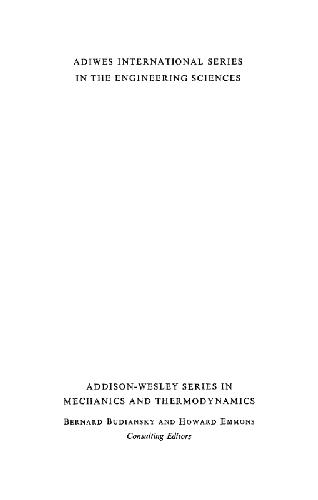 ADIWES INTERNATIONAL SERIES
IN THE ENGINEERING SCIENCES
ADDISON-WESLEY SERIES IN
MECHANICS AND THERMODYNAMICS
BERNARD BUDIANSKY AND HOWARD EMMONS
Consulting Editors